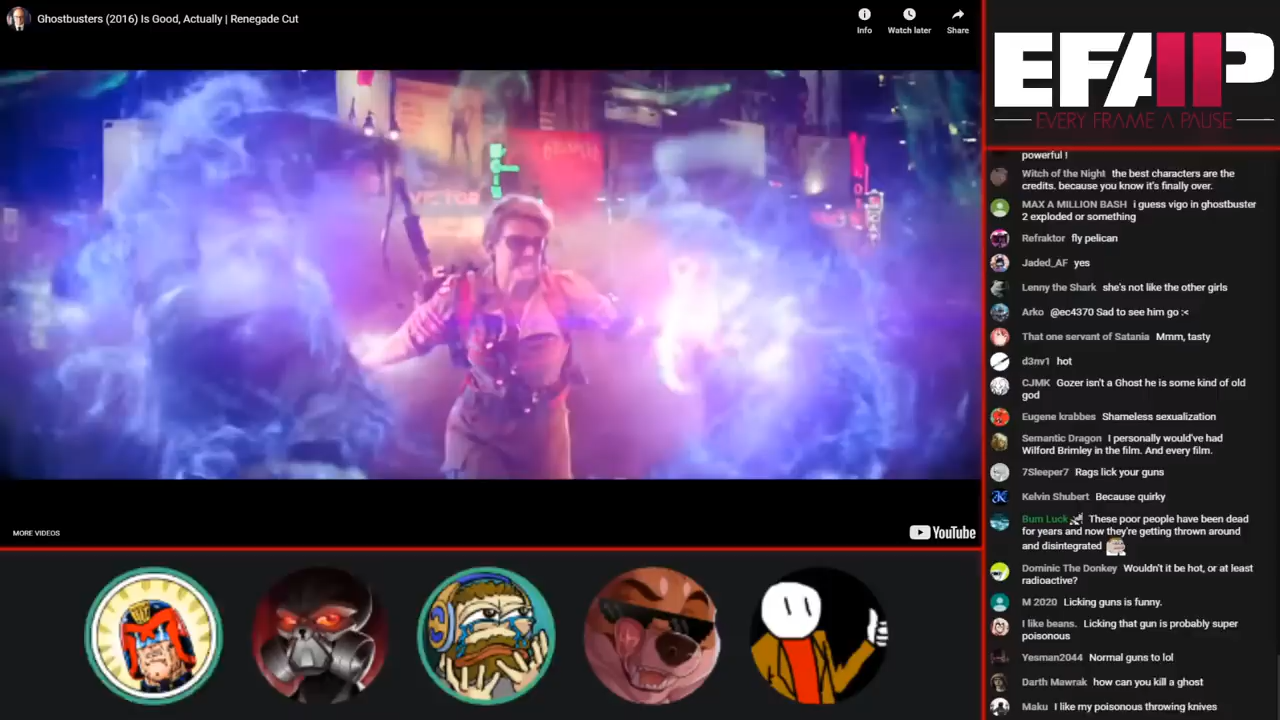 Ghostbusters (2016) Is Good, Actually | Renegade Cut
Info
Watch later
Share
VICTOR
MORE VIDEOS
YouTube
EFAP
EVERY FRAME A PAUSE
powerful !
Witch of the Night the best characters are the
credits. because you know it's finally over.
MAX A MILLION BASH i guess vigo in ghostbuster
2 exploded or something
Refraktor fly pelican
Jaded_AF yes
Lenny the Shark she's not like the other girls
Arko @ec4370 Sad to see him go :<
That one servant of Satania Mmm, tasty
d3nv1 hot
CJMK Gozer isn't a Ghost he is some kind of old
god
Eugene krabbes Shameless sexualization
Semantic Dragon I personally would've had
Wilford Brimley in the film. And every film.
7Sleeper7 Rags lick your guns
Kelvin Shubert Because quirky
Bum Luck These poor people have been dead
for years and now they're getting thrown around
and disintegrated
Dominic The Donkey Wouldn't it be hot, or at least
radioactive?
M 2020 Licking guns is funny.
I like beans. Licking that gun is probably super
poisonous
Yesman2044 Normal guns to lol
Darth Mawrak how can you kill a ghost
Maku I like my poisonous throwing knives